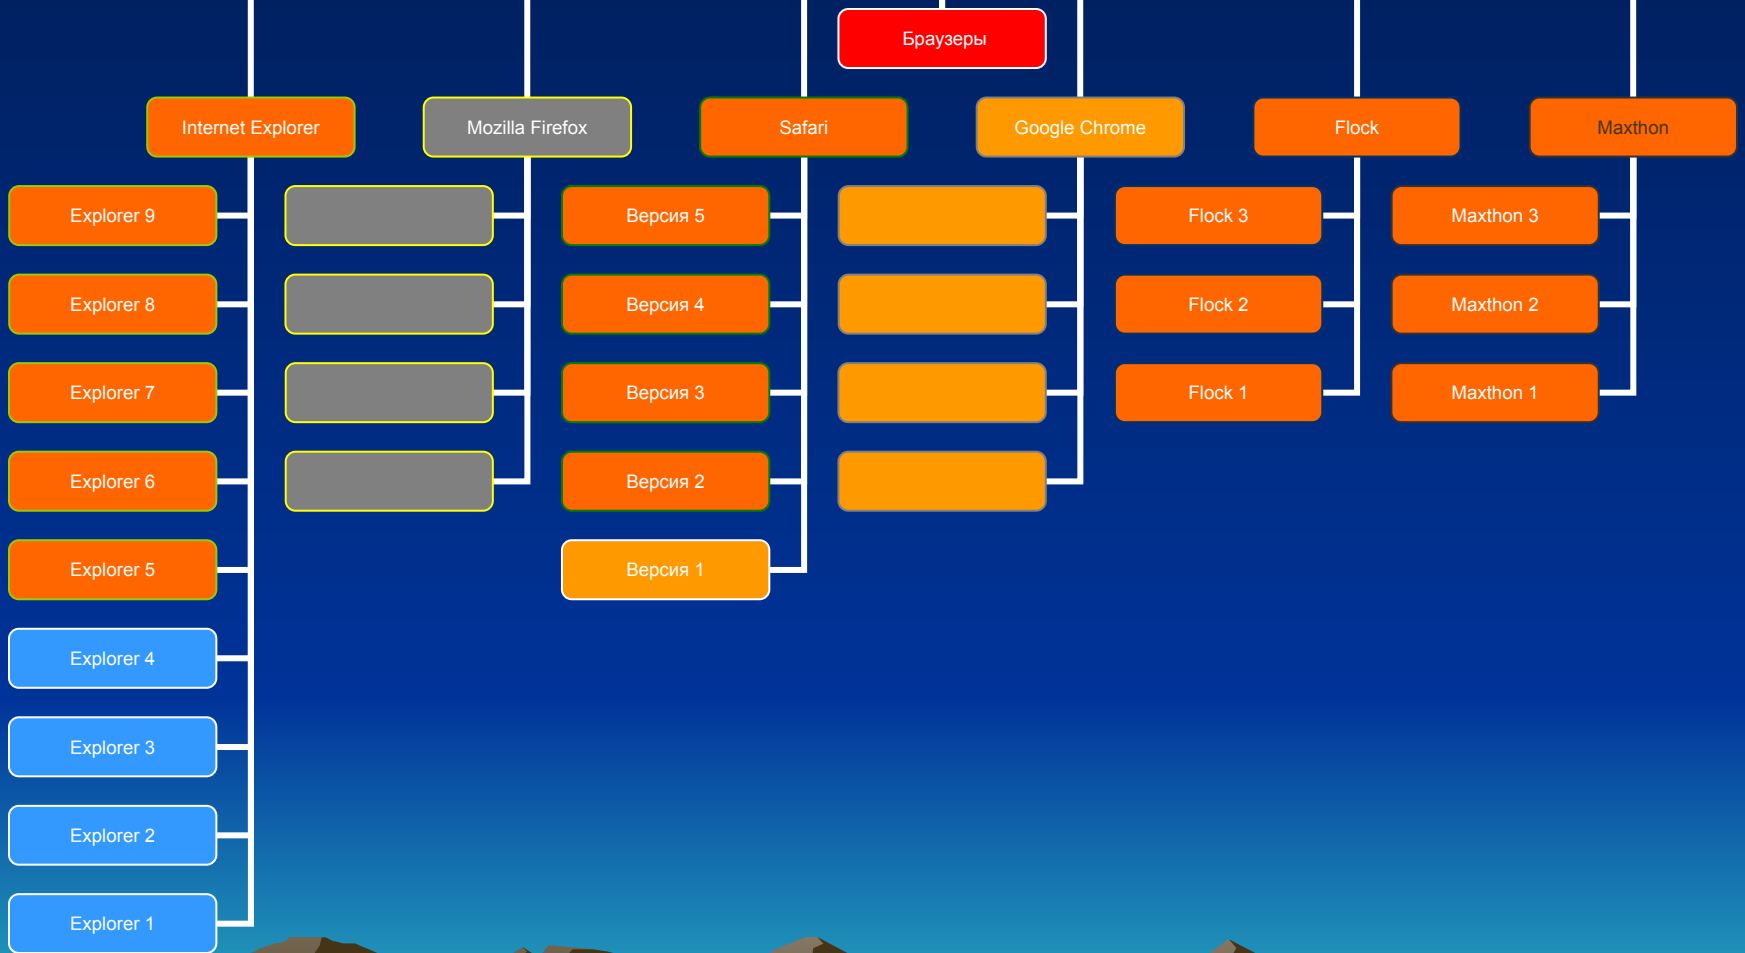 Браузеры
Internet Explorer
Mozilla Firefox
Safari
Google Chrome
Flock
Maxthon
Explorer 9
Версия 5
Flock 3
Maxthon 3
Explorer 8
Версия 4
Flock 2
Maxthon 2
Explorer 7
Версия 3
Flock 1
Maxthon 1
Explorer 6
Версия 2
Explorer 5
Версия 1
Explorer 4
Explorer 3
Explorer 2
Explorer 1